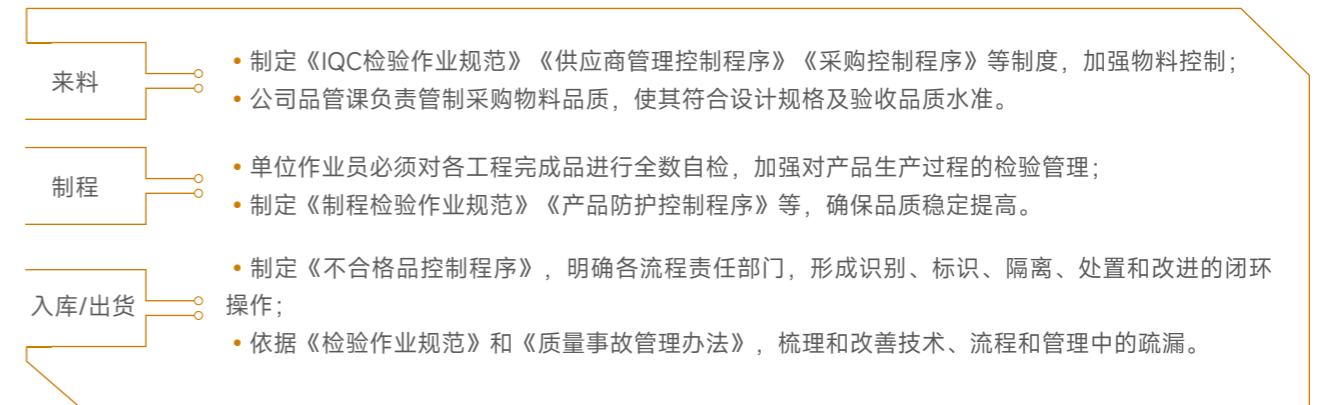 来料
• 制定《IQC检验作业规范》《供应商管理控制程序》《采购控制程序》等制度，加强物料控制；
• 公司品管课负责管制采购物料品质，使其符合设计规格及验收品质水准。
制程
• 单位作业员必须对各工程完成品进行全数自检，加强对产品生产过程的检验管理；
• 制定《制程检验作业规范》《产品防护控制程序》等，确保品质稳定提高。
入库/出货
• 制定《不合格品控制程序》，明确各流程责任部门，形成识别、标识、隔离、处置和改进的闭环
操作；
• 依据《检验作业规范》和《质量事故管理办法》，梳理和改善技术、流程和管理中的疏漏。